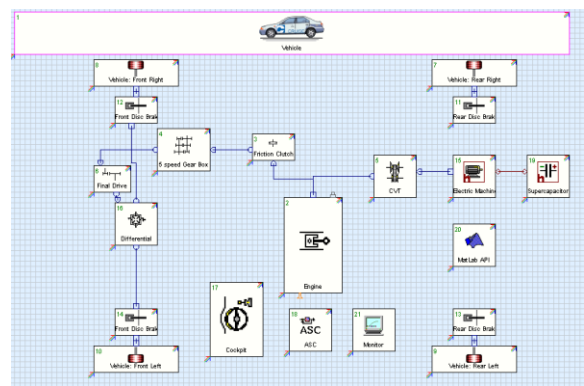 1
Vehicle
8
Vehicle: Front Right
7
Vehicle: Rear Right
12
Front Disc Brak
11
Rear Disc Brak
4
5 speed Gear Box
3
Friction Clutch
6
Final Drive
5
CVT
15
Electric Machin
19
Supercapacitor
16
Differential
2
Engine
20
MatLab API
17
Cockpit
18
ASC
ASC
21
Monitor
14
Front Disc Brak
13
Rear Disc Brak
10
Vehicle: Front Left
9
Vehicle: Rear Left